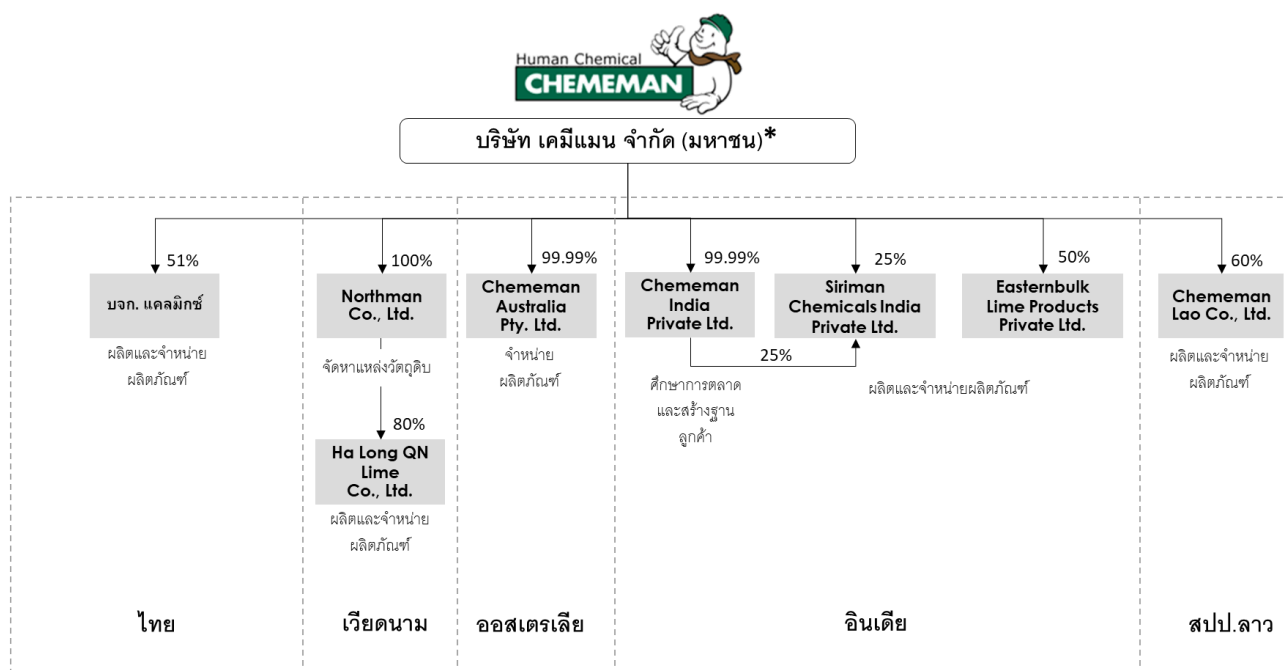 Human Chemical
CHEMEMAN
บริษัท เคมีแมน จำกัด (มหาชน)*
51%
บจก. แคลมิกซ์
ผลิตและจำหน่าย
ผลิตภัณฑ์
ไทย
100%
Northman
Co., Ltd.
จัดหาแหล่งวัตถุดิบ
80%
Ha Long QN
Lime
Co., Ltd.
ผลิตและจำหน่าย
ผลิตภัณฑ์
เวียดนาม
99.99%
Chememan
Australia
Pty. Ltd.
จำหน่าย
ผลิตภัณฑ์
ออสเตรเลีย
99.99%
Chememan
India
Private Ltd.
25%
ศึกษาการตลาด
และสร้างฐาน
ลูกค้า
25%
Siriman
Chemicals India
Private Ltd.
50%
Easternbulk
Lime Products
Private Ltd.
ผลิตและจำหน่ายผลิตภัณฑ์
อินเดีย
60%
Chememan
Lao Co., Ltd.
ผลิตและจำหน่าย
ผลิตภัณฑ์
สปป.ลาว